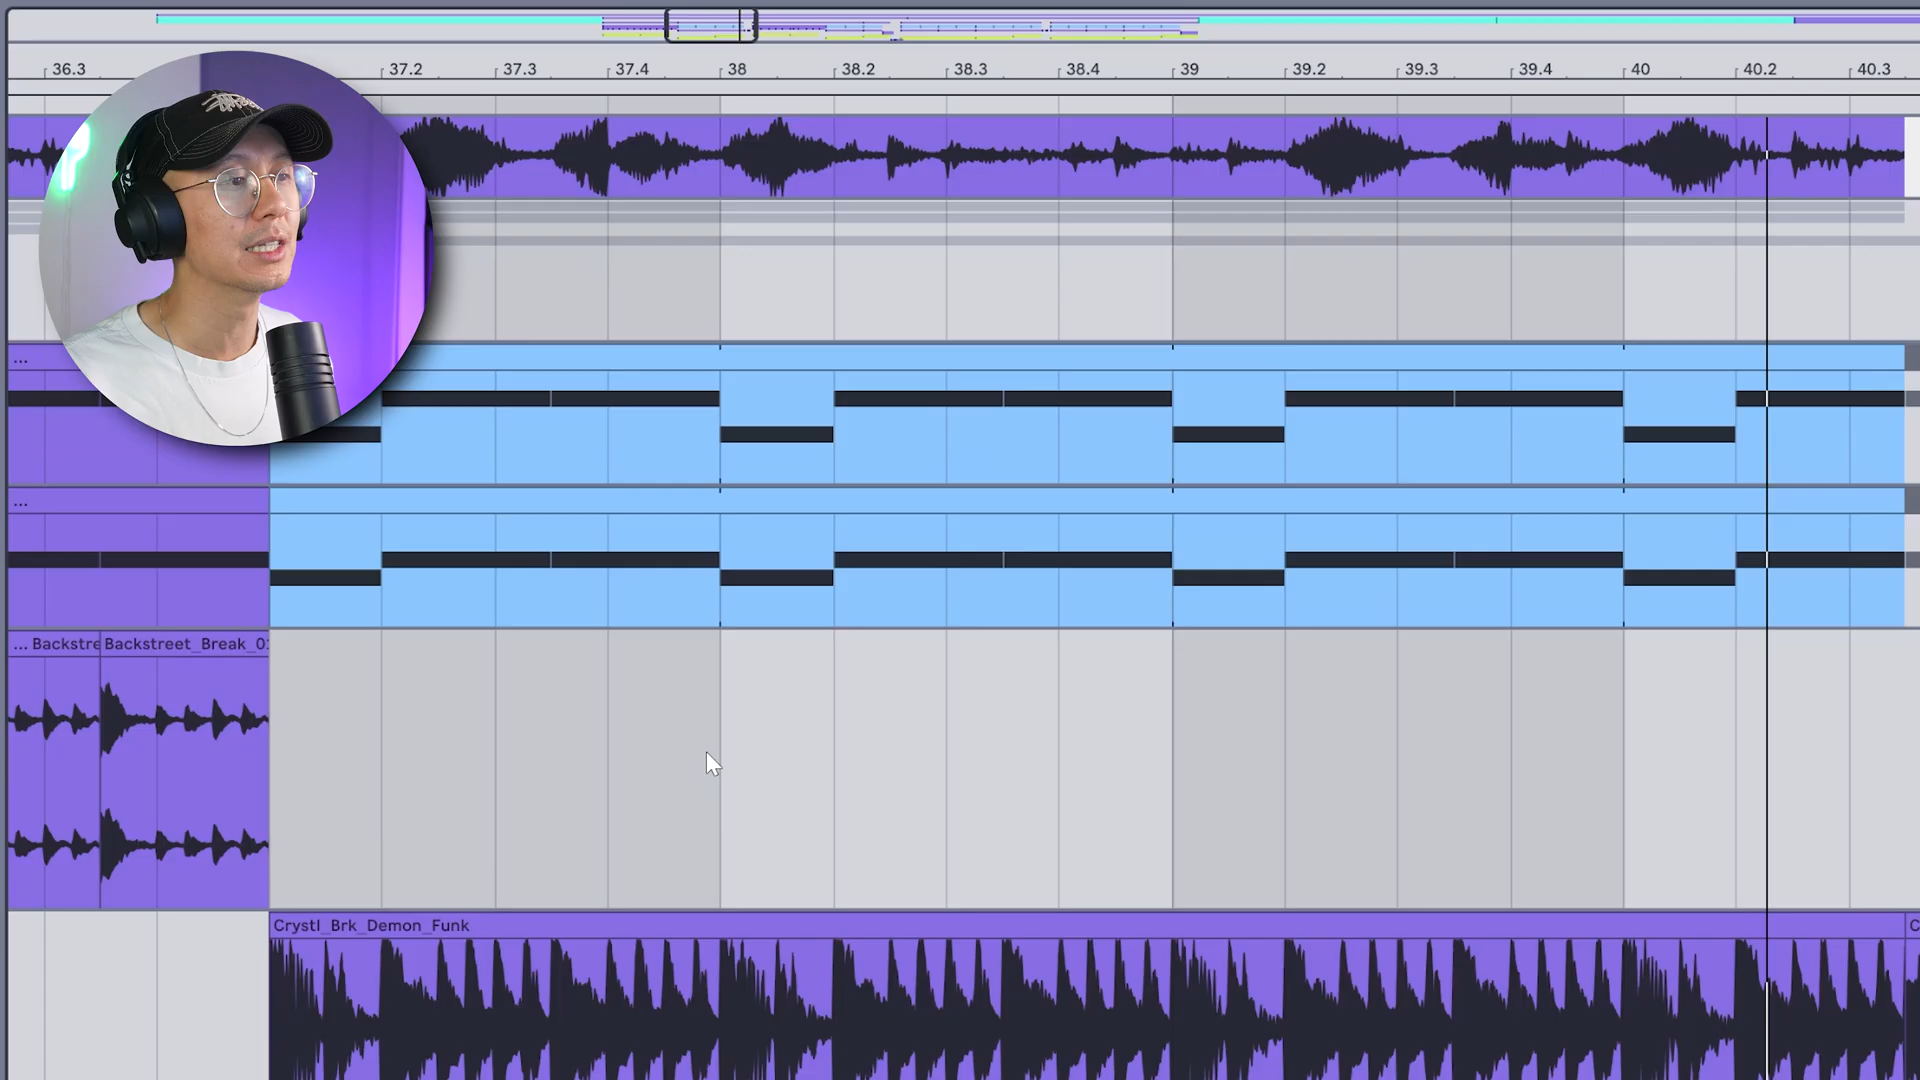 36.3 37.2 37.3 37.4 38 38.2 38.3 38.4 39 39.2 39.3 39.4 40 40.2 40.3
...
...
... Backstre Backstreet_Break_01
Crystl_Brk_Demon_Funk C